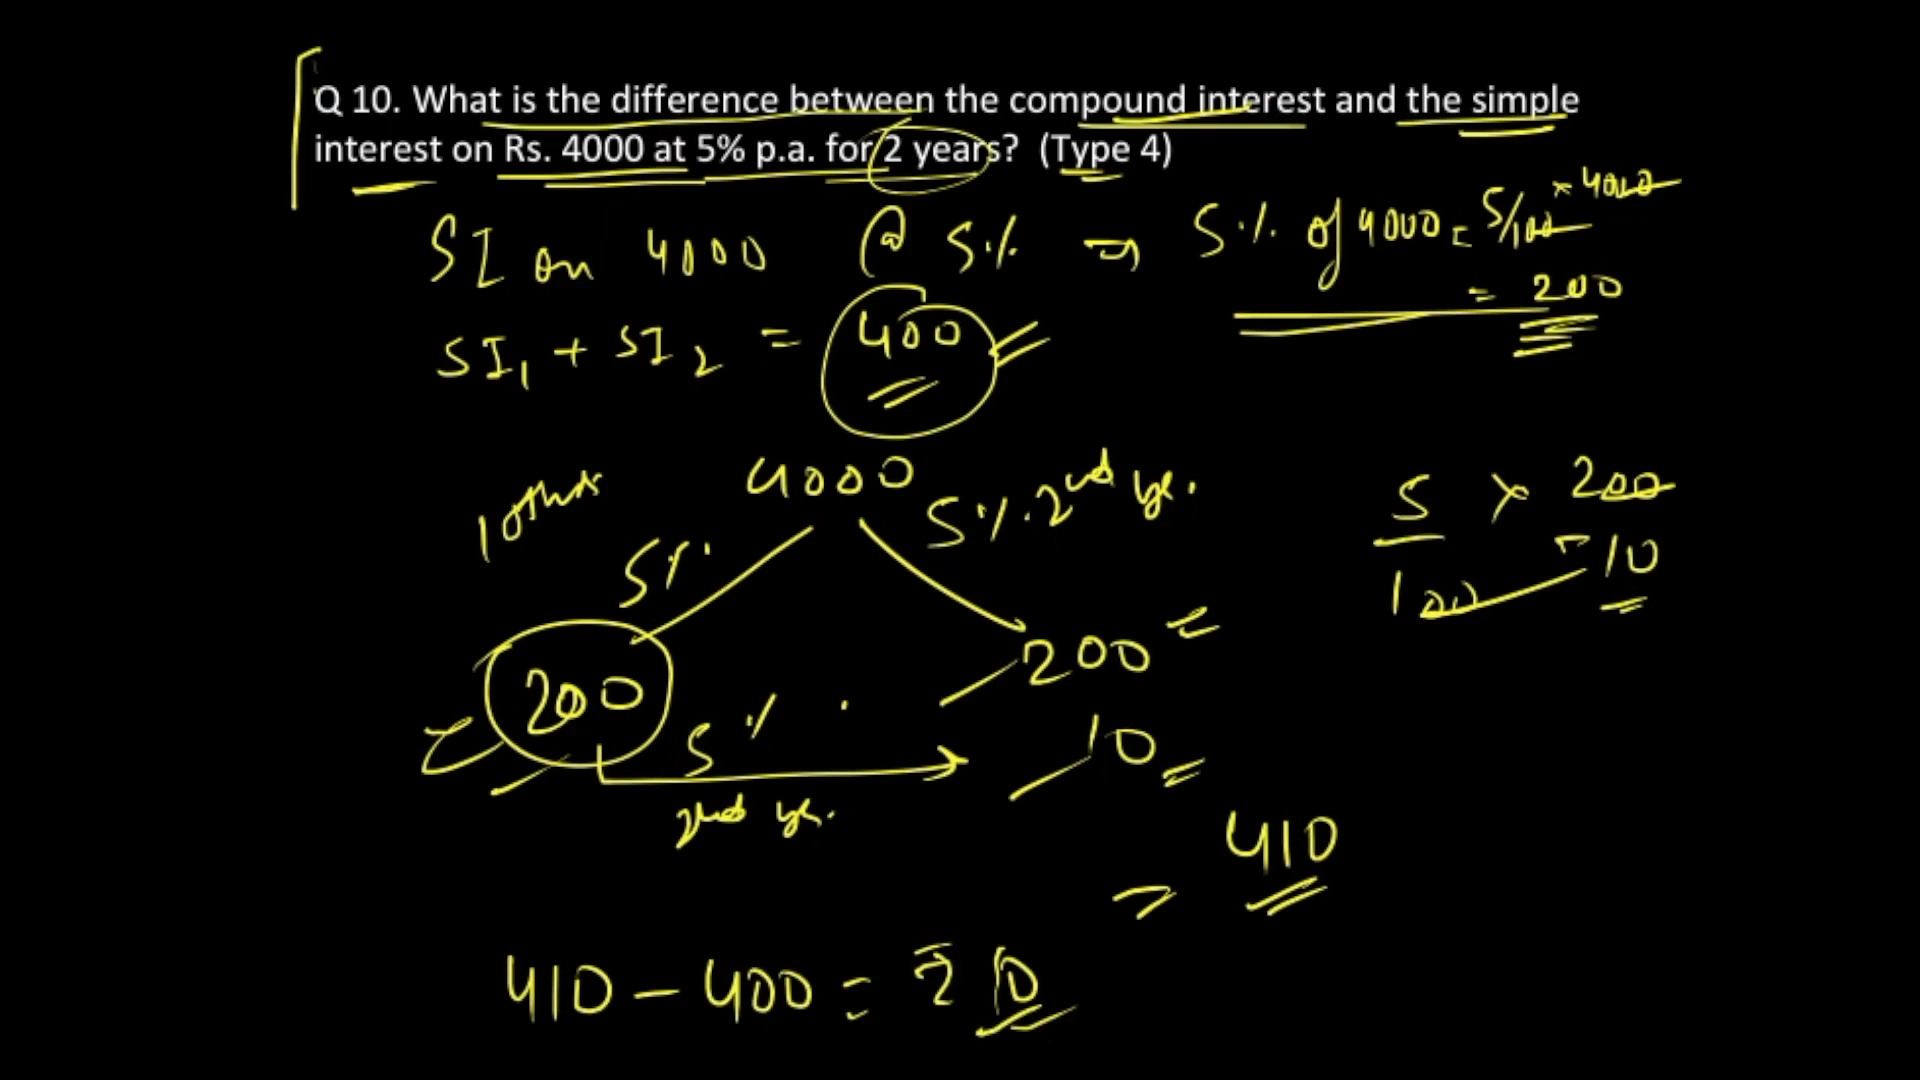 Q 10. What is the difference between the compound interest and the simple
interest on Rs. 4000 at 5% p.a. for 2 years? (Type 4)
SI on 4000 @ 5% ⇒ 5% of 4000 = 5/100 × 4000
= 200
SI1 + SI2 = 400
4000
5% 5% 2nd yr.
5 × 200
100 = 10
200 200
5% 10
2nd yr.
= 410
410 - 400 = ₹ 10